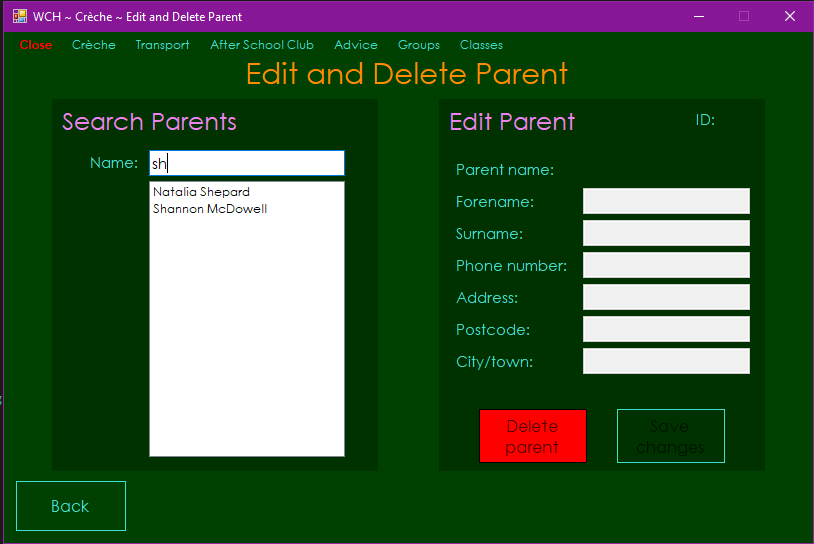 WCH ~ Crèche ~ Edit and Delete Parent
Close Crèche Transport After School Club Advice Groups Classes
Edit and Delete Parent
Search Parents
Name: sh
Natalia Shepard
Shannon McDowell
Edit Parent ID:
Parent name:
Forename:
Surname:
Phone number:
Address:
Postcode:
City/town:
Delete
parent
Save
changes
Back